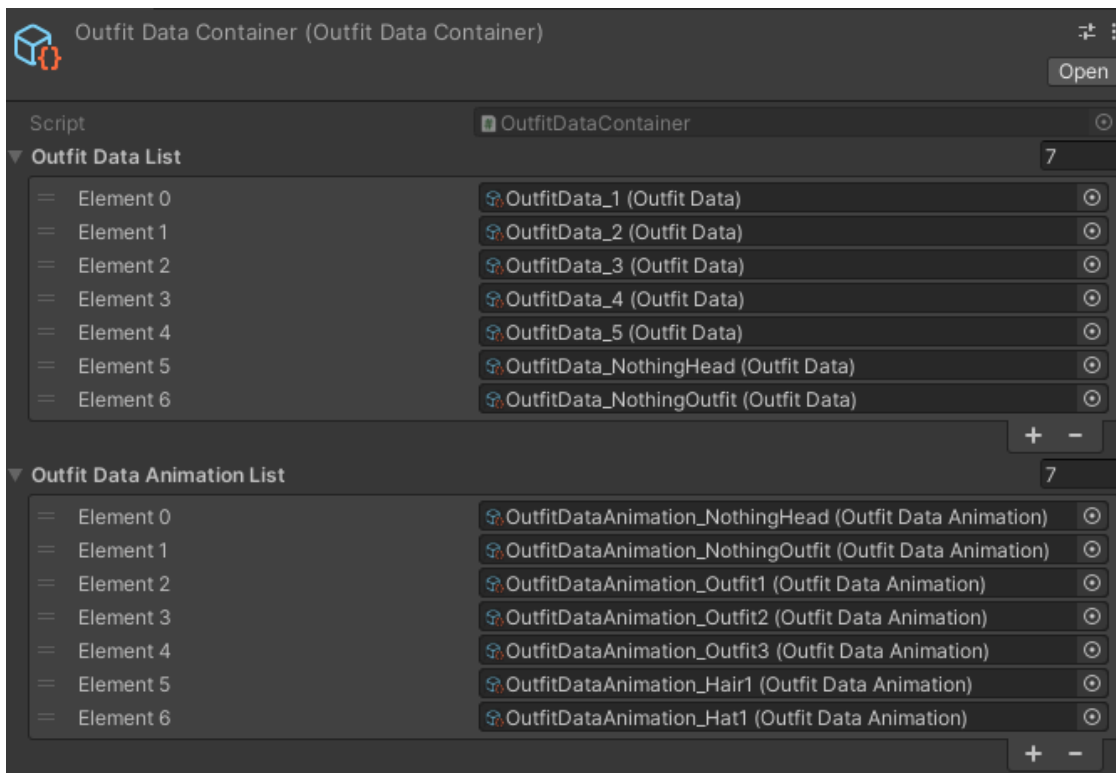 Outfit Data Container (Outfit Data Container)
Open
Script OutfitDataContainer
Outfit Data List 7
Element 0 OutfitData_1 (Outfit Data)
Element 1 OutfitData_2 (Outfit Data)
Element 2 OutfitData_3 (Outfit Data)
Element 3 OutfitData_4 (Outfit Data)
Element 4 OutfitData_5 (Outfit Data)
Element 5 OutfitData_NothingHead (Outfit Data)
Element 6 OutfitData_NothingOutfit (Outfit Data)
+ −
Outfit Data Animation List 7
Element 0 OutfitDataAnimation_NothingHead (Outfit Data Animation)
Element 1 OutfitDataAnimation_NothingOutfit (Outfit Data Animation)
Element 2 OutfitDataAnimation_Outfit1 (Outfit Data Animation)
Element 3 OutfitDataAnimation_Outfit2 (Outfit Data Animation)
Element 4 OutfitDataAnimation_Outfit3 (Outfit Data Animation)
Element 5 OutfitDataAnimation_Hair1 (Outfit Data Animation)
Element 6 OutfitDataAnimation_Hat1 (Outfit Data Animation)
+ −